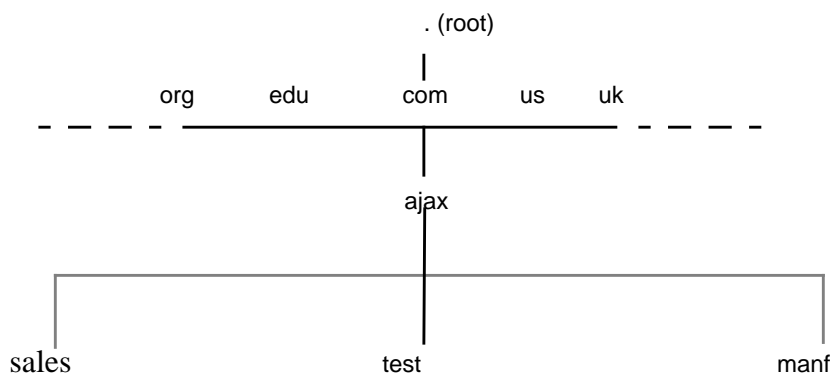 . (root)
org edu com us uk
ajax
sales test manf